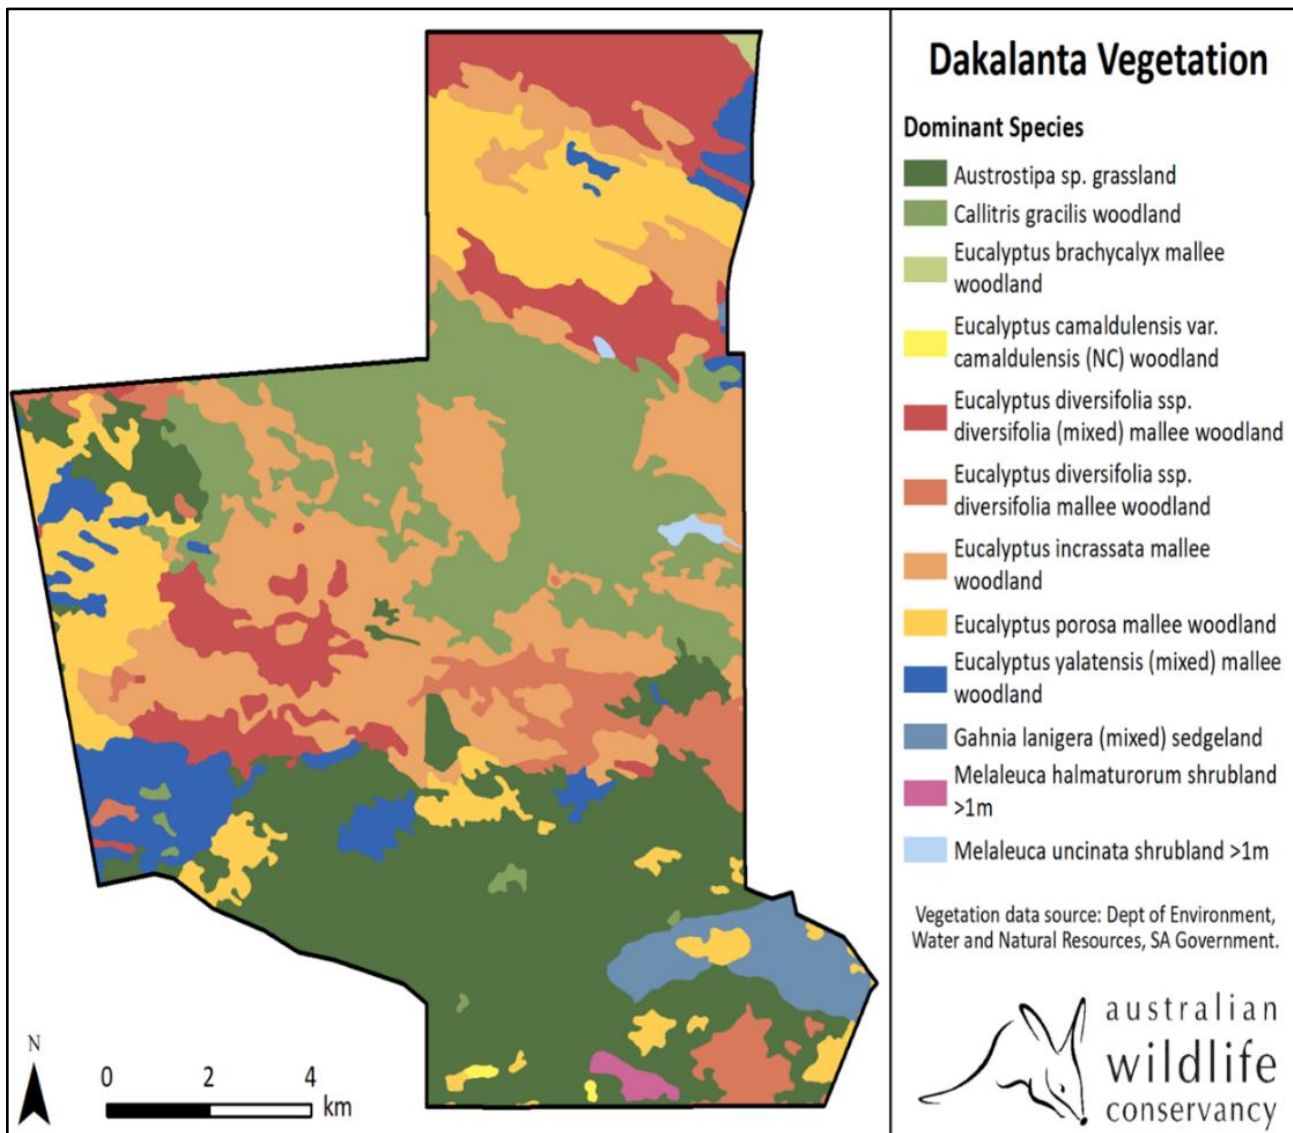 Dakalanta Vegetation
Dominant Species
Austrostipa sp. grassland
Callitris gracilis woodland
Eucalyptus brachycalyx mallee
woodland
Eucalyptus camaldulensis var.
camaldulensis (NC) woodland
Eucalyptus diversifolia ssp.
diversifolia (mixed) mallee woodland
Eucalyptus diversifolia ssp.
diversifolia mallee woodland
Eucalyptus incrassata mallee
woodland
Eucalyptus porosa mallee woodland
Eucalyptus yalatensis (mixed) mallee
woodland
Gahnia lanigera (mixed) sedgeland
Melaleuca halmaturorum shrubland
>1m
Melaleuca uncinata shrubland >1m
Vegetation data source: Dept of Environment,
Water and Natural Resources, SA Government.
australian
wildlife
conservancy
N
0 2 4
km